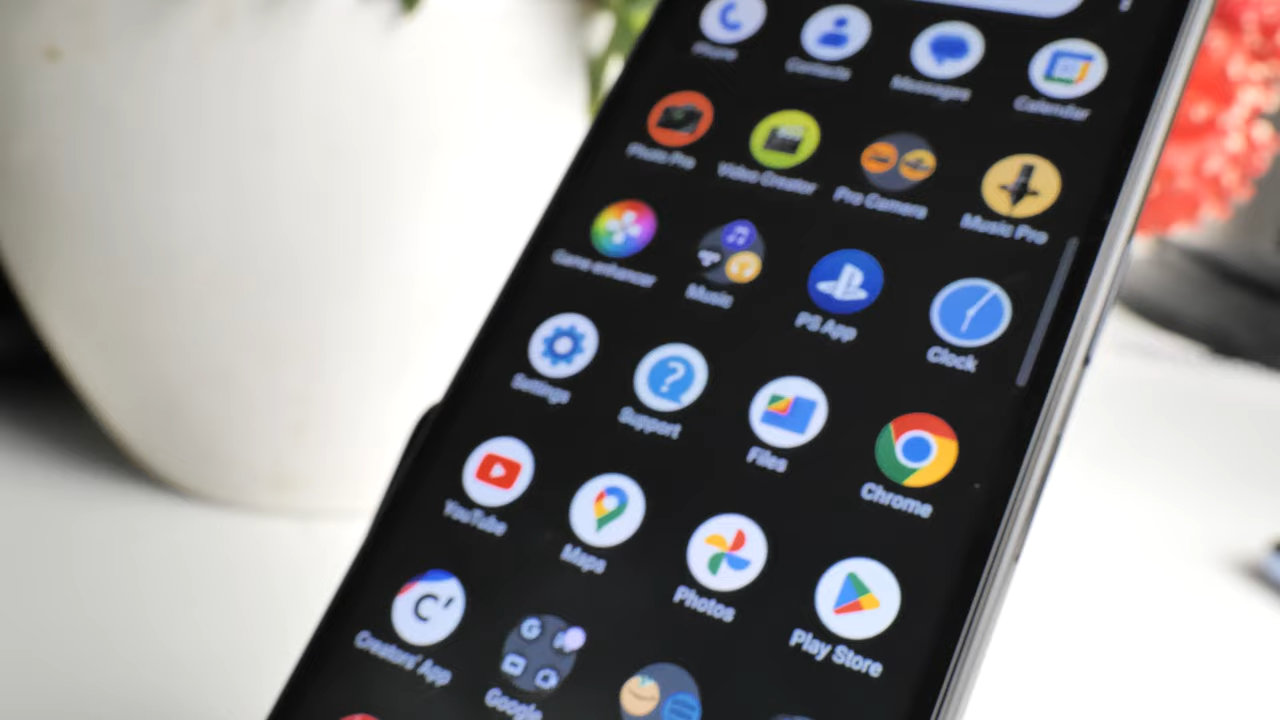 Phone
Contacts
Messages
Calendar
Photo Pro
Video Creator
Pro Camera
Music Pro
Game enhancer
Music
PS App
Clock
Settings
Support
Files
Chrome
YouTube
Maps
Photos
Play Store
Creators' App
Google